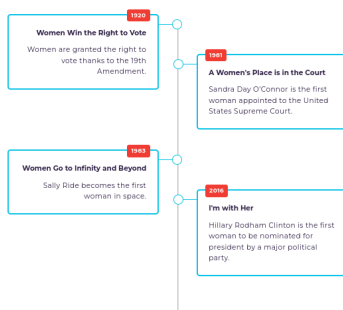 1920
Women Win the Right to Vote
Women are granted the right to
vote thanks to the 19th
Amendment.
1981
A Women's Place is in the Court
Sandra Day O'Connor is the first
woman appointed to the United
States Supreme Court.
1983
Women Go to Infinity and Beyond
Sally Ride becomes the first
woman in space.
2016
I'm with Her
Hillary Rodham Clinton is the first
woman to be nominated for
president by a major political
party.